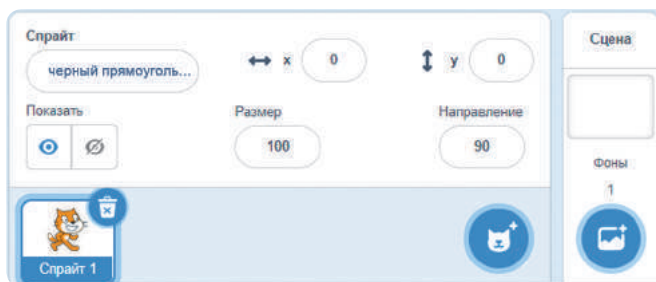 Спрайт
черный прямоуголь...
x 0
y 0
Показать
Размер
100
Направление
90
Спрайт 1
Сцена
Фоны
1